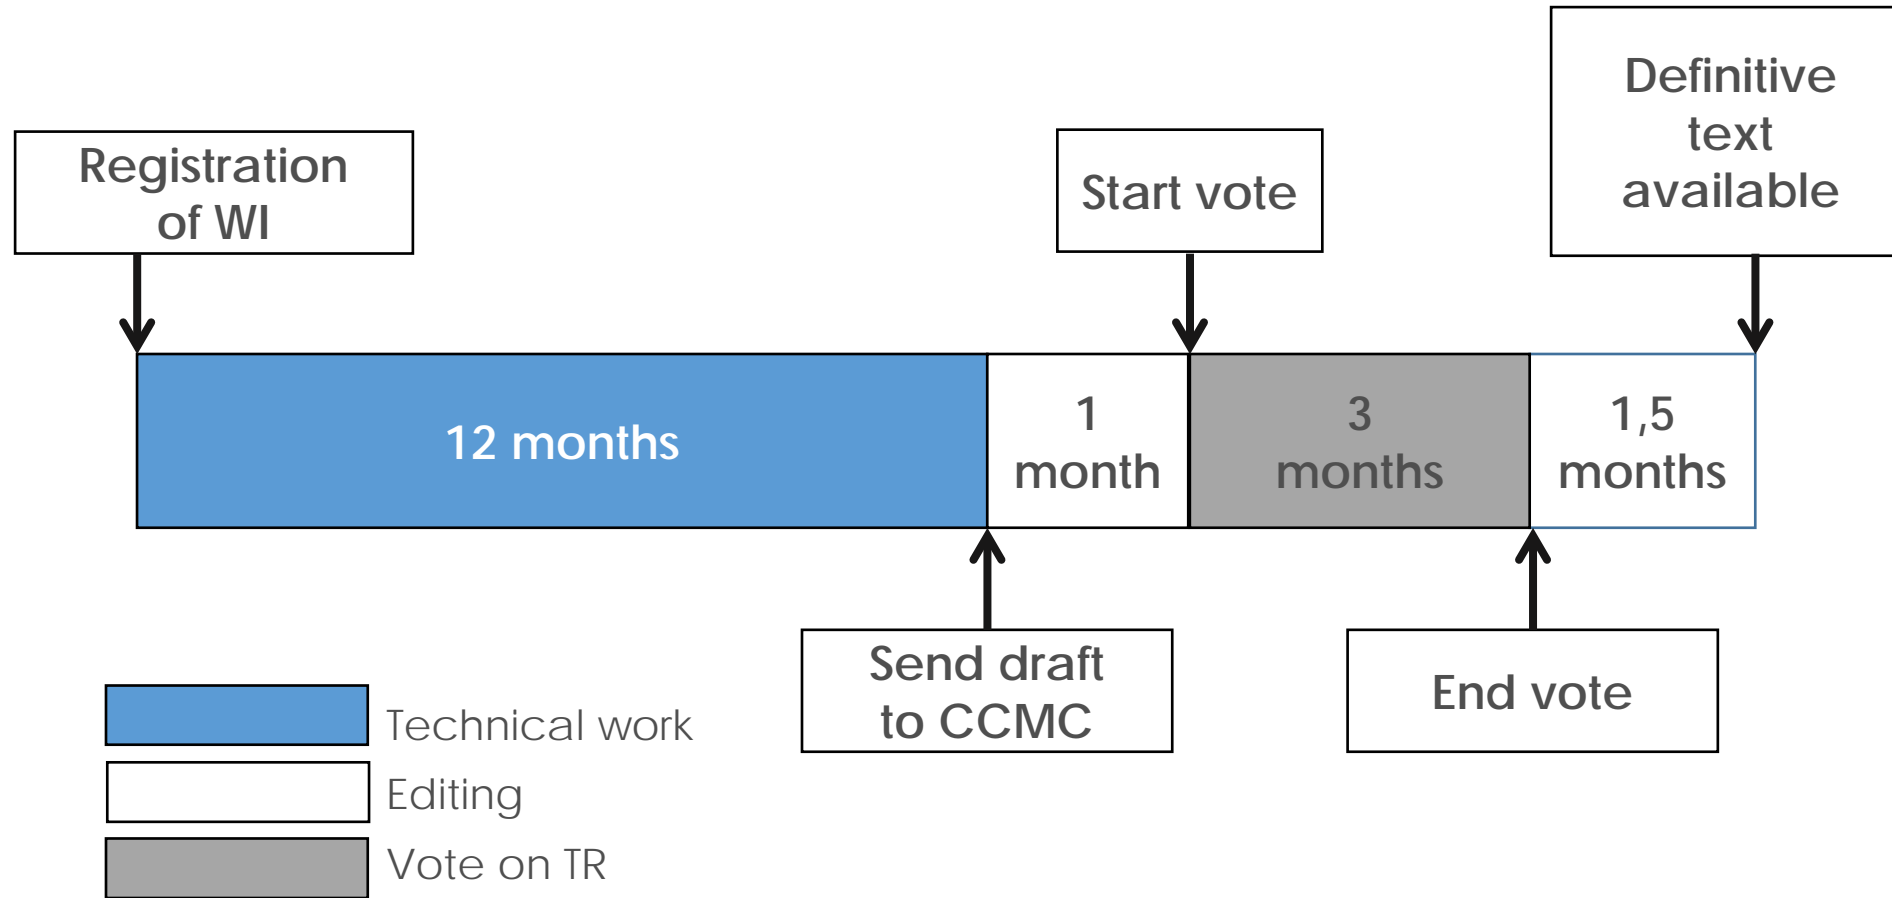 Registration
of WI
Start vote
Definitive
text
available
12 months
1
month
3
months
1,5
months
Send draft
to CCMC
End vote
Technical work
Editing
Vote on TR